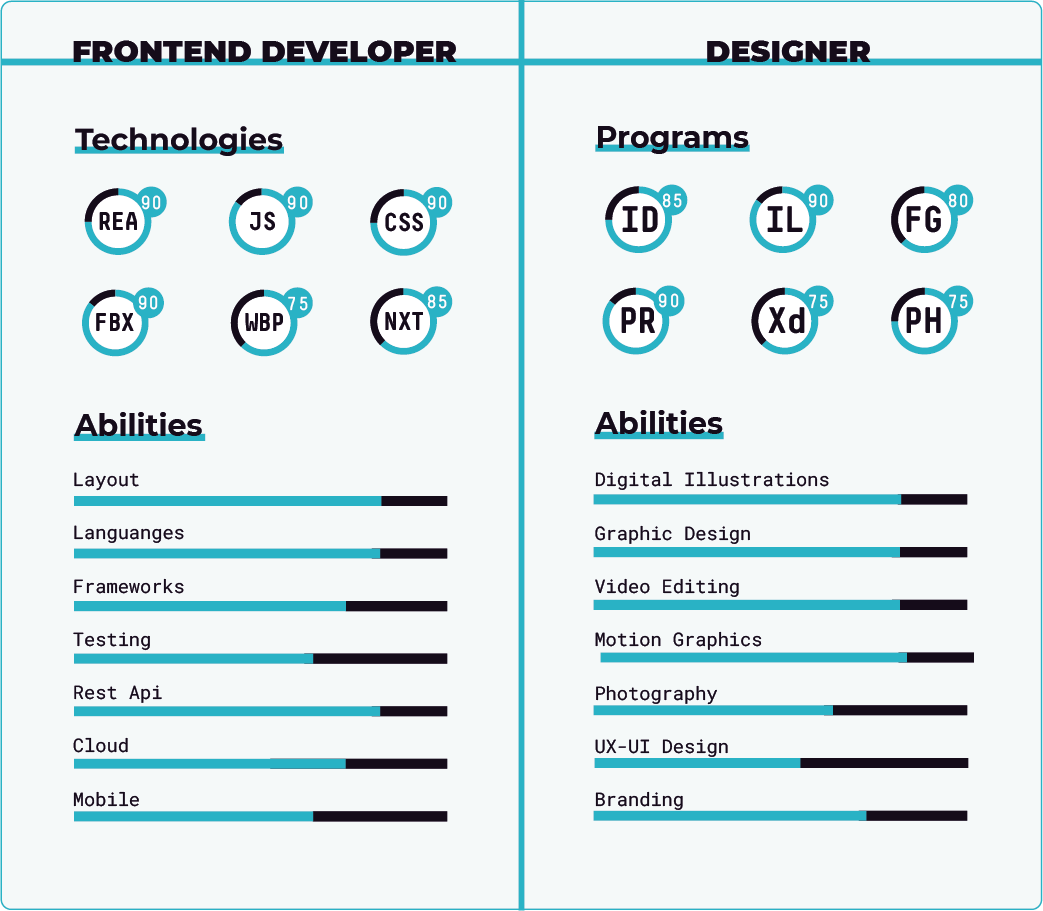 FRONTEND DEVELOPER
Technologies
REA 90
JS 90
CSS 90
FBX 90
WBP 75
NXT 85
Abilities
Layout
Languanges
Frameworks
Testing
Rest Api
Cloud
Mobile
DESIGNER
Programs
ID 85
IL 90
FG 80
PR 90
Xd 75
PH 75
Abilities
Digital Illustrations
Graphic Design
Video Editing
Motion Graphics
Photography
UX-UI Design
Branding